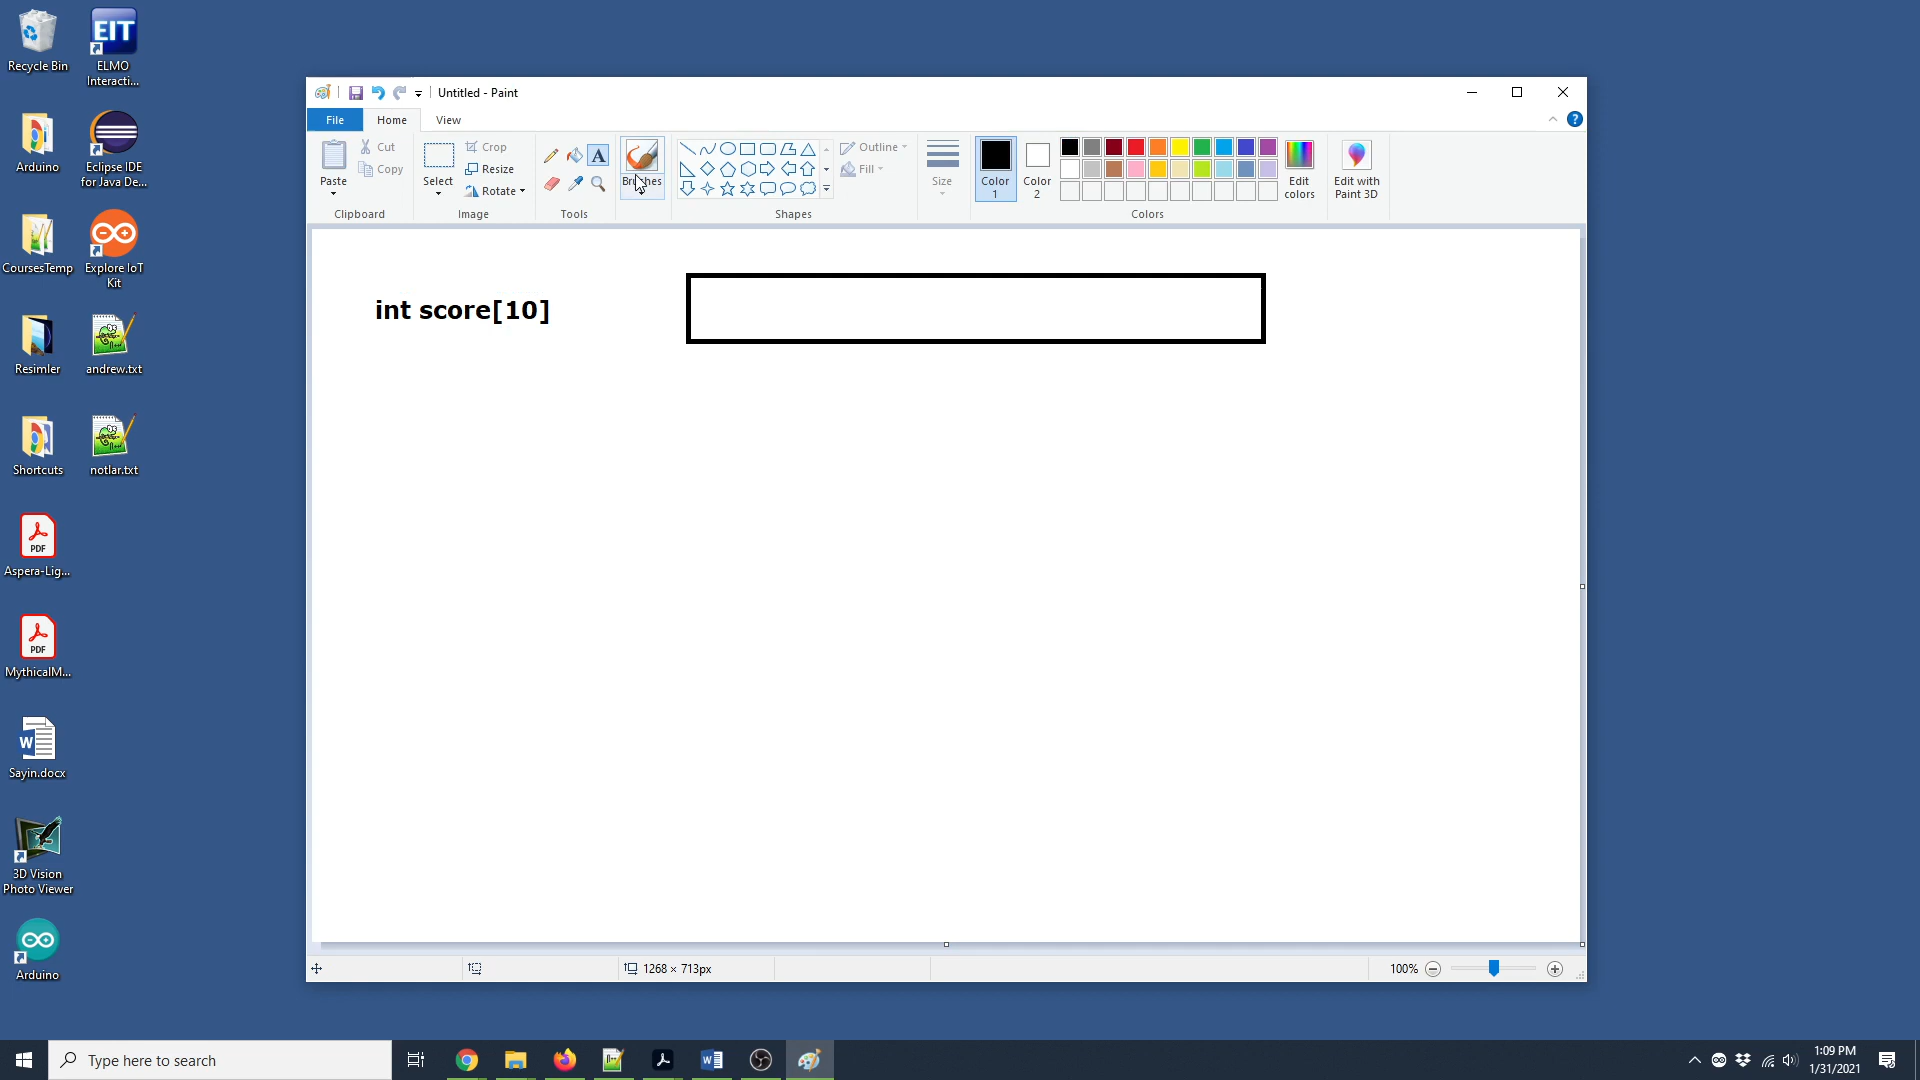 Recycle Bin
EIT
ELMO
Interacti...
Arduino
Eclipse IDE
for Java De...
CoursesTemp
Explore IoT
Kit
Resimler
andrew.txt
Shortcuts
notlar.txt
PDF
Aspera-Lig...
PDF
MythicalM...
W
Sayin.docx
3D Vision
Photo Viewer
Arduino
Untitled - Paint
File
Home
View
Paste
Cut
Copy
Clipboard
Select
Crop
Resize
Rotate
Image
A
Tools
Brushes
Shapes
Outline
Fill
Size
Color
1
Color
2
Colors
Edit
colors
Edit with
Paint 3D
int score[10]
1268 × 713px
100%
Type here to search
1:09 PM
1/31/2021